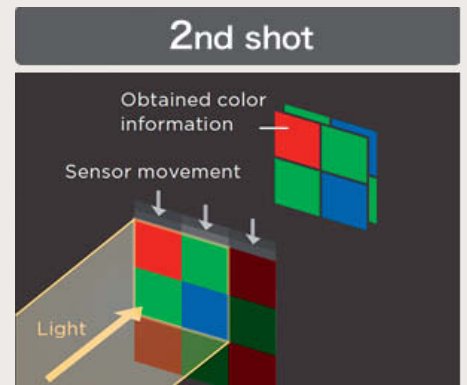 2nd shot
Obtained color
information
Sensor movement
Light